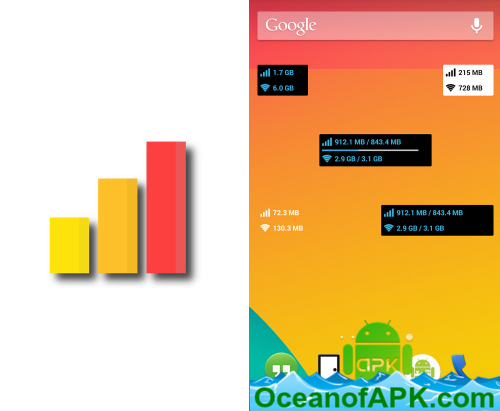 Google
1.7 GB
6.0 GB
215 MB
728 MB
912.1 MB / 843.4 MB
2.9 GB / 3.1 GB
72.3 MB
130.3 MB
912.1 MB / 843.4 MB
2.9 GB / 3.1 GB
APK
OceanofAPK.com